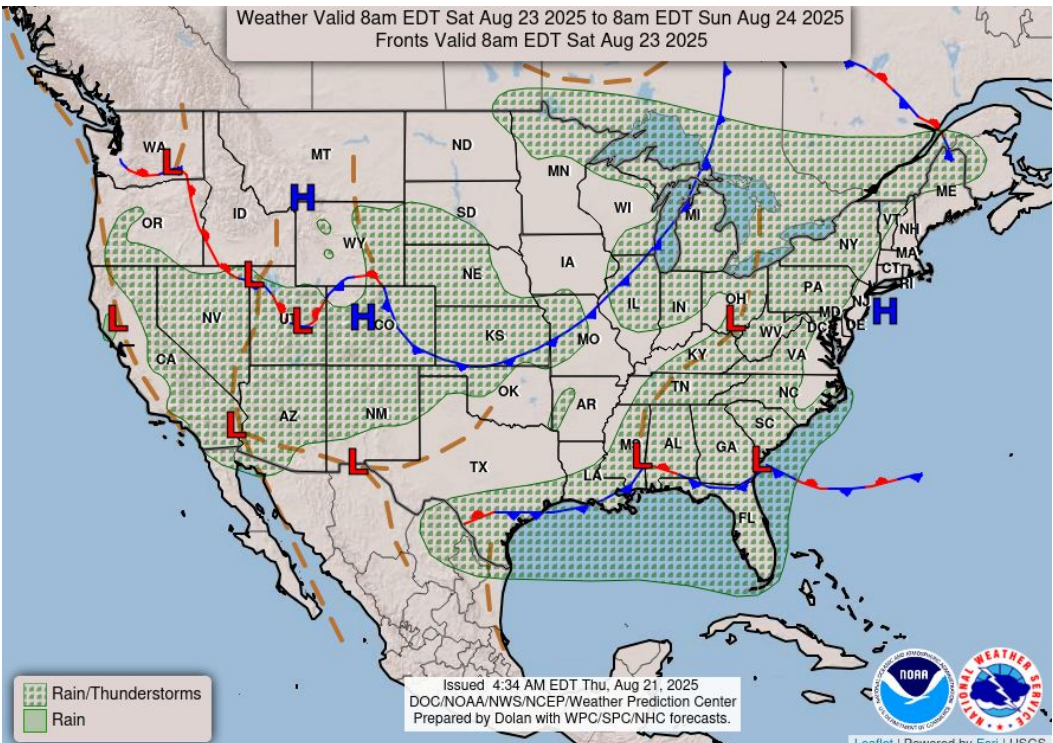 Weather Valid 8am EDT Sat Aug 23 2025 to 8am EDT Sun Aug 24 2025
Fronts Valid 8am EDT Sat Aug 23 2025
WA
L
MT
ND
MN
ME
H
OR
ID
WY
SD
WI
MI
VT
NH
NY
MA
CT
RI
L
L
NV
UT
L
H
CO
NE
IA
IL
IN
OH
L
PA
NJ
H
MD
DC
DE
WV
VA
CA
KS
MO
KY
L
AZ
NM
OK
AR
TN
NC
SC
L
TX
LA
MS
L
AL
GA
L
FL
Rain/Thunderstorms
Rain
Issued 4:34 AM EDT Thu, Aug 21, 2025
DOC/NOAA/NWS/NCEP/Weather Prediction Center
Prepared by Dolan with WPC/SPC/NHC forecasts.
NOAA
NATIONAL WEATHER SERVICE
Leaflet | Powered by Esri | USGS